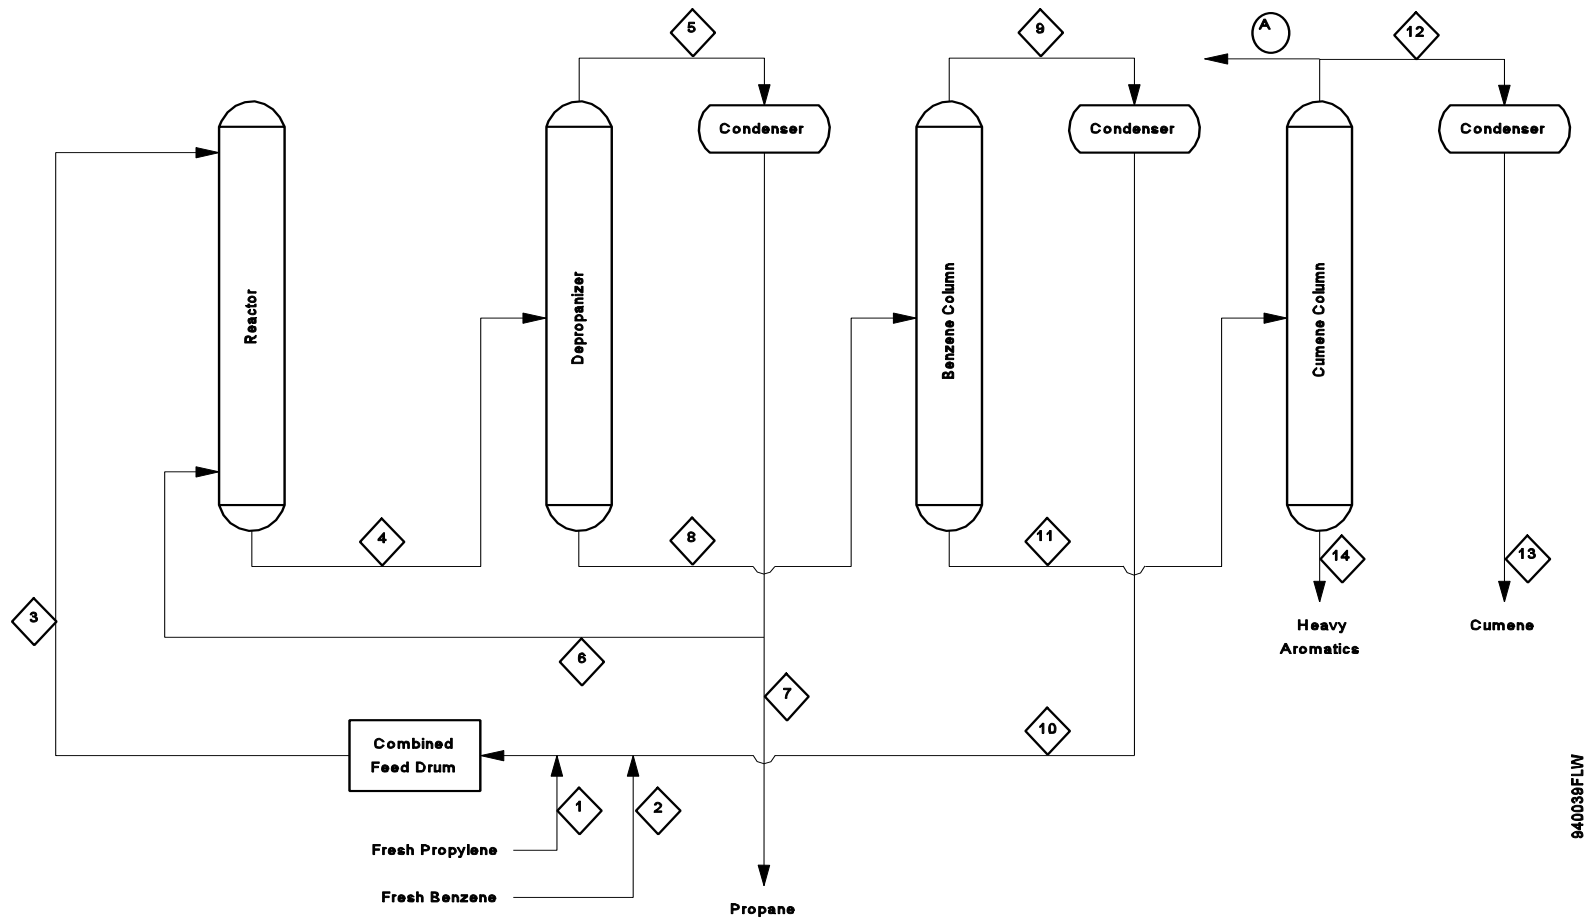 5
9
A
12
Condenser
Condenser
Condenser
Reactor
Depropanizer
Benzene Column
Cumene Column
4
8
11
14
13
3
Heavy
Aromatics
Cumene
6
7
10
Combined
Feed Drum
1
2
Fresh Propylene
Fresh Benzene
Propane
940039FLW